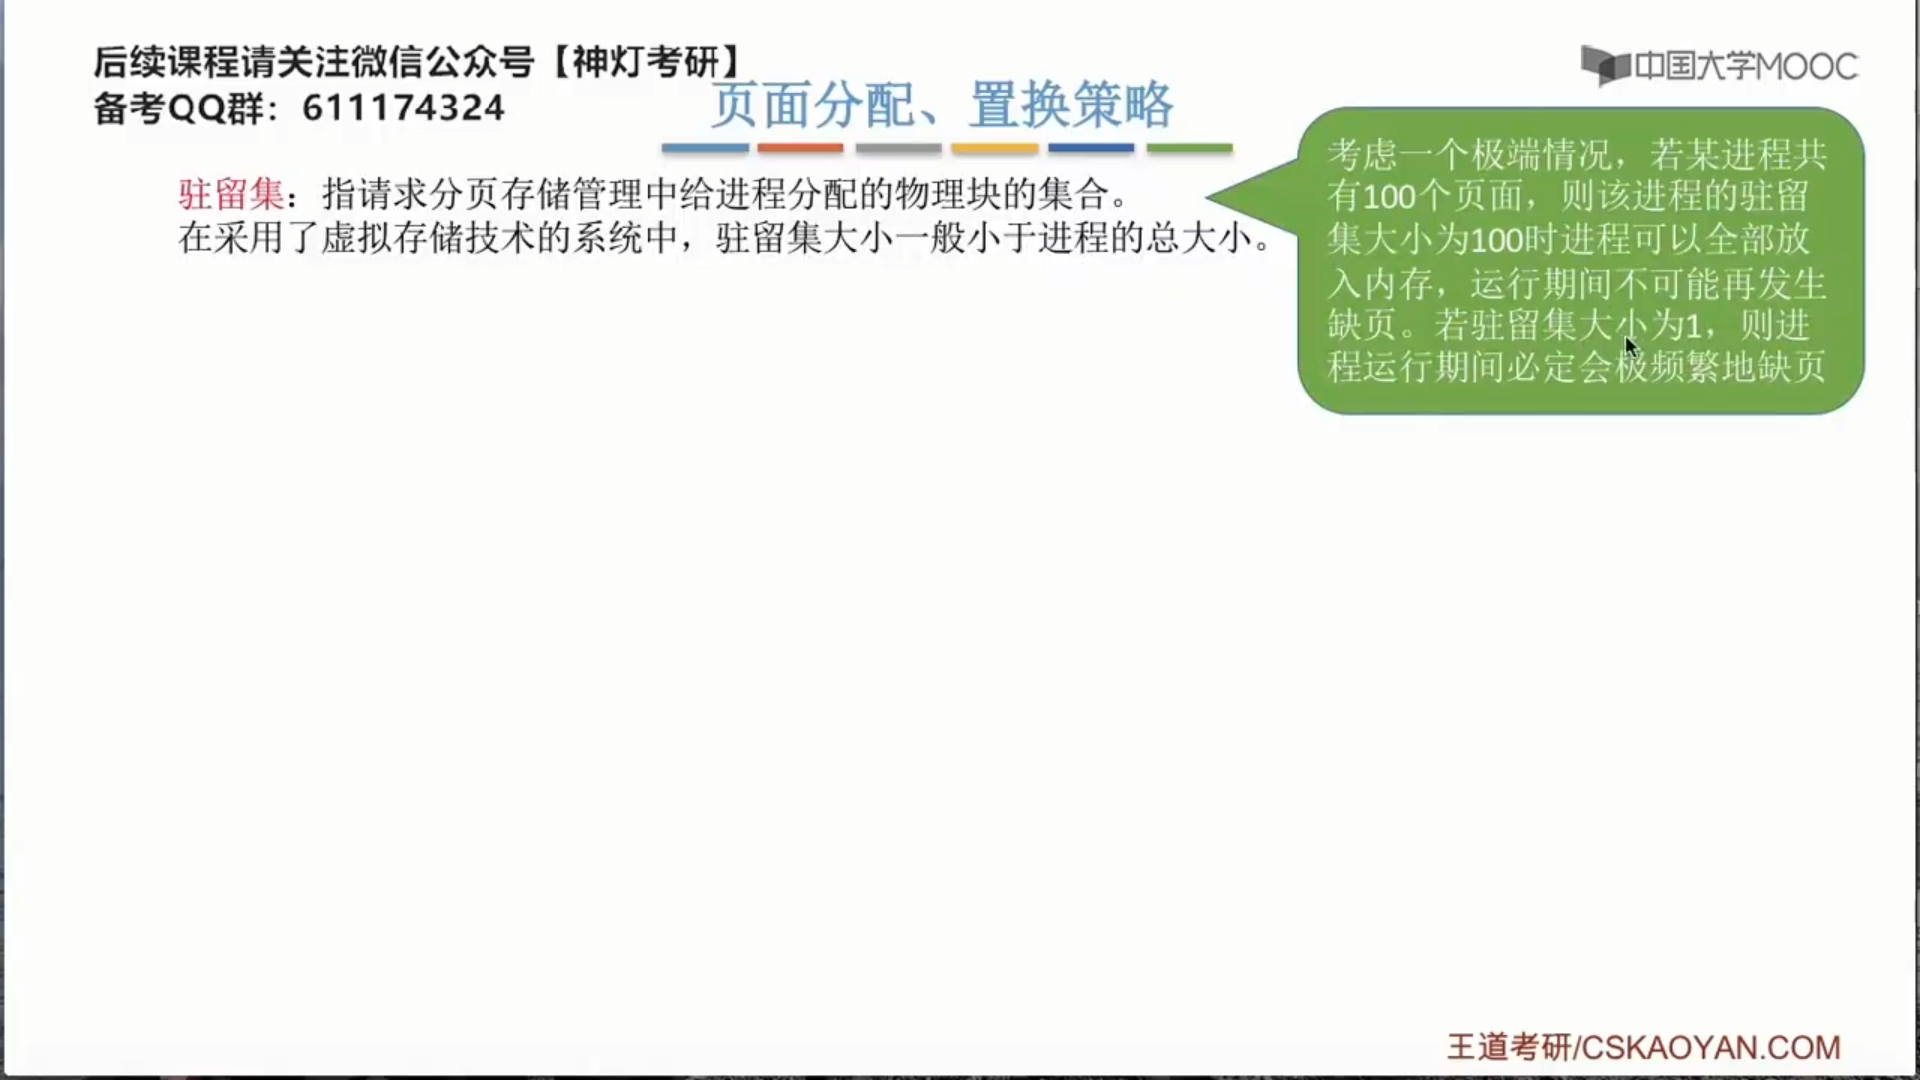 后续课程请关注微信公众号【神灯考研】
备考QQ群：611174324
中国大学MOOC
页面分配、置换策略
驻留集：指请求分页存储管理中给进程分配的物理块的集合。
在采用了虚拟存储技术的系统中，驻留集大小一般小于进程的总大小。
考虑一个极端情况，若某进程共
有100个页面，则该进程的驻留
集大小为100时进程可以全部放
入内存，运行期间不可能再发生
缺页。若驻留集大小为1，则进
程运行期间必定会极频繁地缺页
王道考研/CSKAOYAN.COM